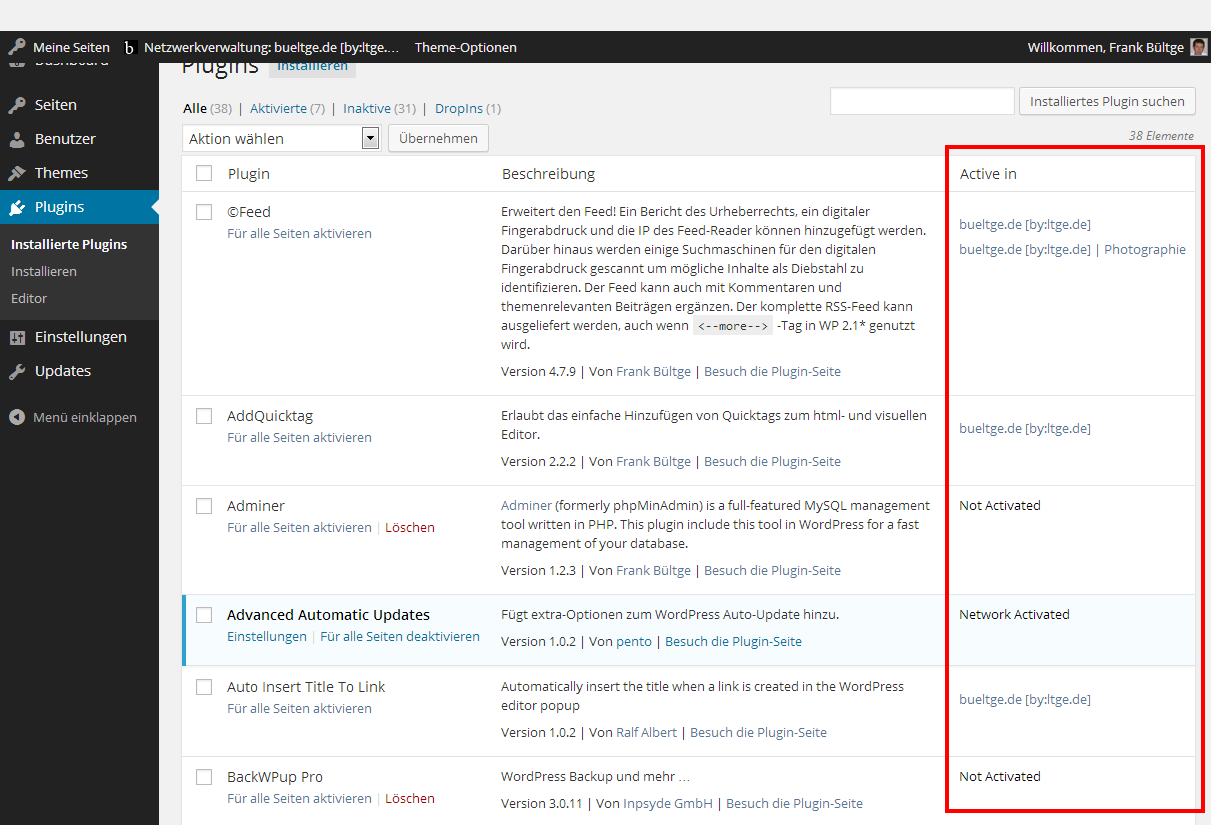 Meine Seiten b Netzwerkverwaltung: bueltge.de [by:ltge.... Theme-Optionen Willkommen, Frank Bültge
Dashboard
Seiten
Benutzer
Themes
Plugins
Installierte Plugins
Installieren
Editor
Einstellungen
Updates
Menü einklappen
Plugins Installieren
Alle (38) | Aktivierte (7) | Inaktive (31) | DropIns (1)
Installiertes Plugin suchen
Aktion wählen Übernehmen
38 Elemente
Plugin Beschreibung Active in
©Feed
Für alle Seiten aktivieren
Erweitert den Feed! Ein Bericht des Urheberrechts, ein digitaler
Fingerabdruck und die IP des Feed-Reader können hinzugefügt werden.
Darüber hinaus werden einige Suchmaschinen für den digitalen
Fingerabdruck gescannt um mögliche Inhalte als Diebstahl zu
identifizieren. Der Feed kann auch mit Kommentaren und
themenrelevanten Beiträgen ergänzen. Der komplette RSS-Feed kann
ausgeliefert werden, auch wenn <--more--> -Tag in WP 2.1* genutzt
wird.
Version 4.7.9 | Von Frank Bültge | Besuch die Plugin-Seite
bueltge.de [by:ltge.de]
bueltge.de [by:ltge.de] | Photographie
AddQuicktag
Für alle Seiten aktivieren
Erlaubt das einfache Hinzufügen von Quicktags zum html- und visuellen
Editor.
Version 2.2.2 | Von Frank Bültge | Besuch die Plugin-Seite
bueltge.de [by:ltge.de]
Adminer
Für alle Seiten aktivieren | Löschen
Adminer (formerly phpMinAdmin) is a full-featured MySQL management
tool written in PHP. This plugin include this tool in WordPress for a fast
management of your database.
Version 1.2.3 | Von Frank Bültge | Besuch die Plugin-Seite
Not Activated
Advanced Automatic Updates
Einstellungen | Für alle Seiten deaktivieren
Fügt extra-Optionen zum WordPress Auto-Update hinzu.
Version 1.0.2 | Von pento | Besuch die Plugin-Seite
Network Activated
Auto Insert Title To Link
Für alle Seiten aktivieren
Automatically insert the title when a link is created in the WordPress
editor popup
Version 1.0.2 | Von Ralf Albert | Besuch die Plugin-Seite
bueltge.de [by:ltge.de]
BackWPup Pro
Für alle Seiten aktivieren | Löschen
WordPress Backup und mehr …
Version 3.0.11 | Von Inpsyde GmbH | Besuch die Plugin-Seite
Not Activated